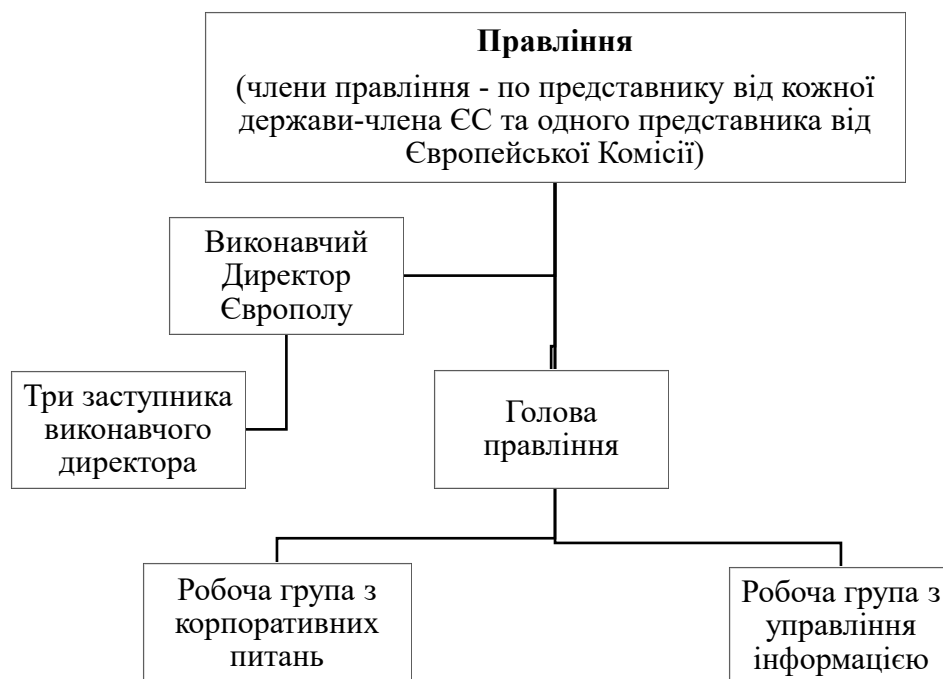 Правління
(члени правління - по представнику від кожної
держави-члена ЄС та одного представника від
Європейської Комісії)
Виконавчий
Директор
Європолу
Три заступника
виконавчого
директора
Голова
правління
Робоча група з
корпоративних
питань
Робоча група з
управління
інформацією